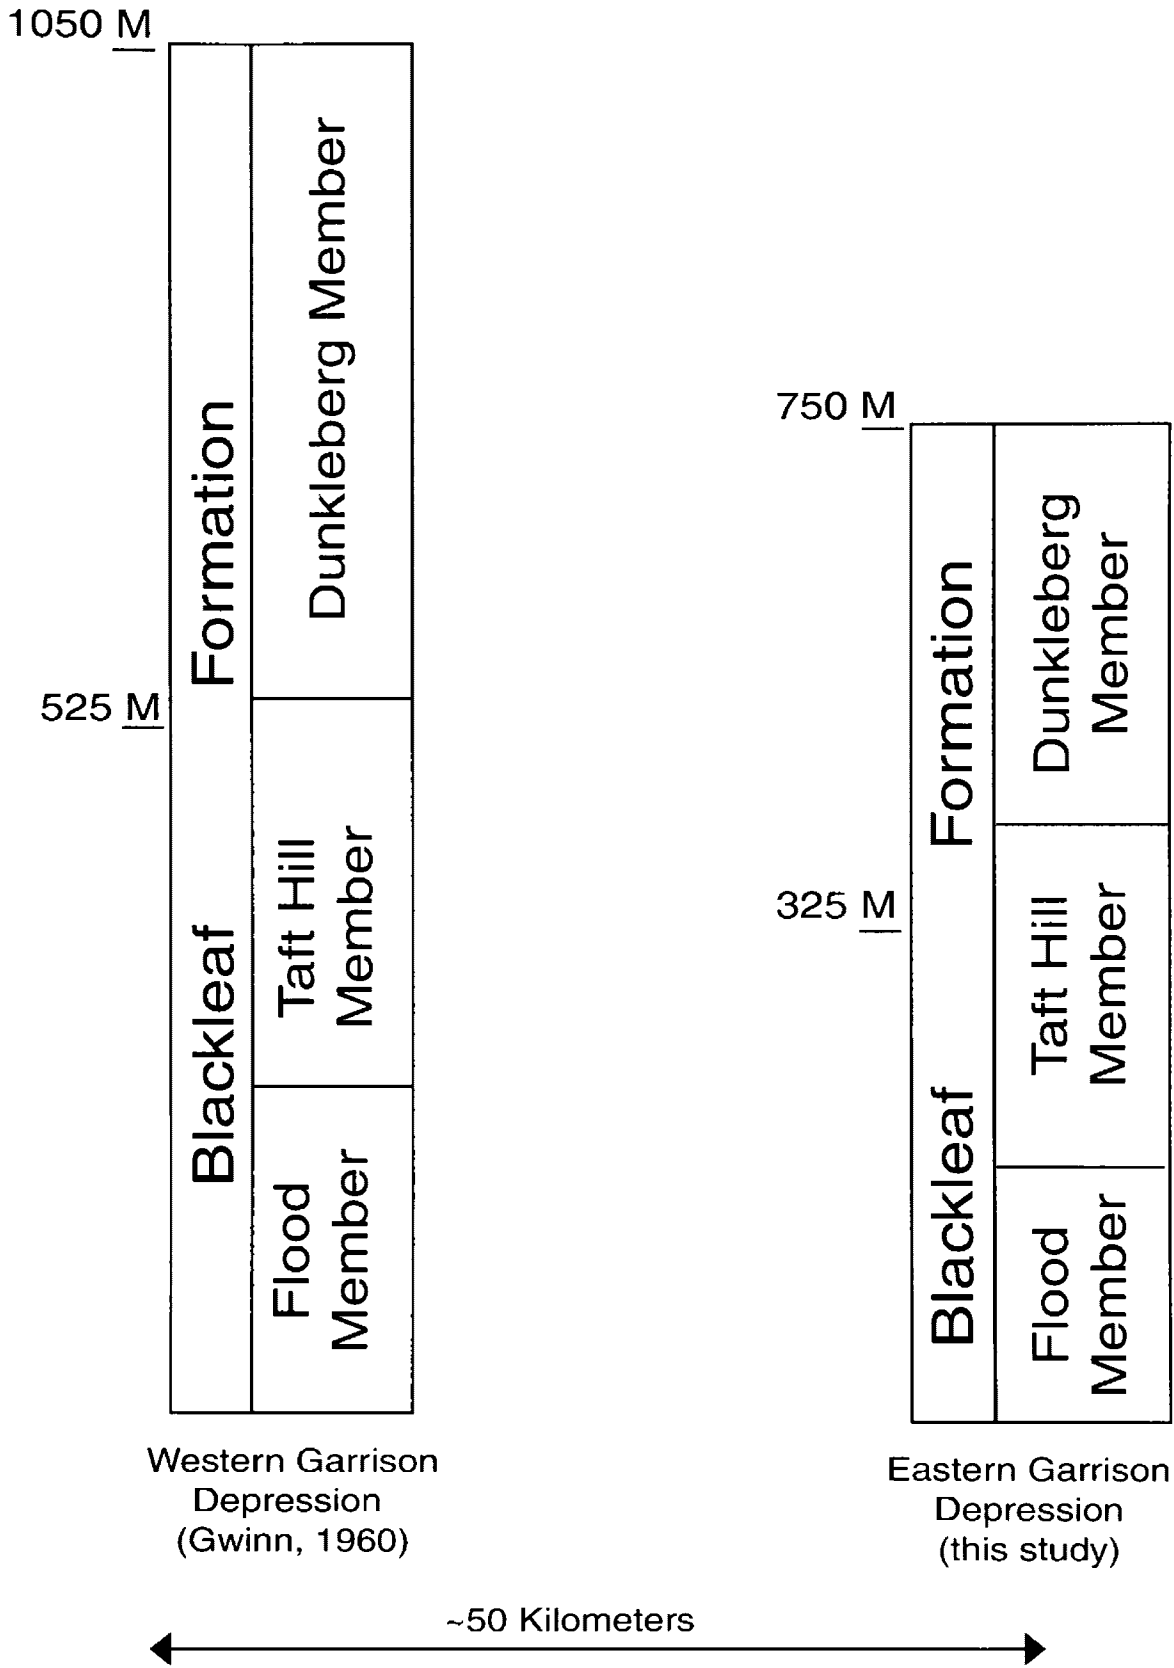 1050 M
Formation
Blackleaf
Dunkleberg Member
525 M
Taft Hill
Member
Flood
Member
Western Garrison
Depression
(Gwinn, 1960)
750 M
Formation
Blackleaf
Dunkleberg
Member
325 M
Taft Hill
Member
Flood
Member
Eastern Garrison
Depression
(this study)
~50 Kilometers